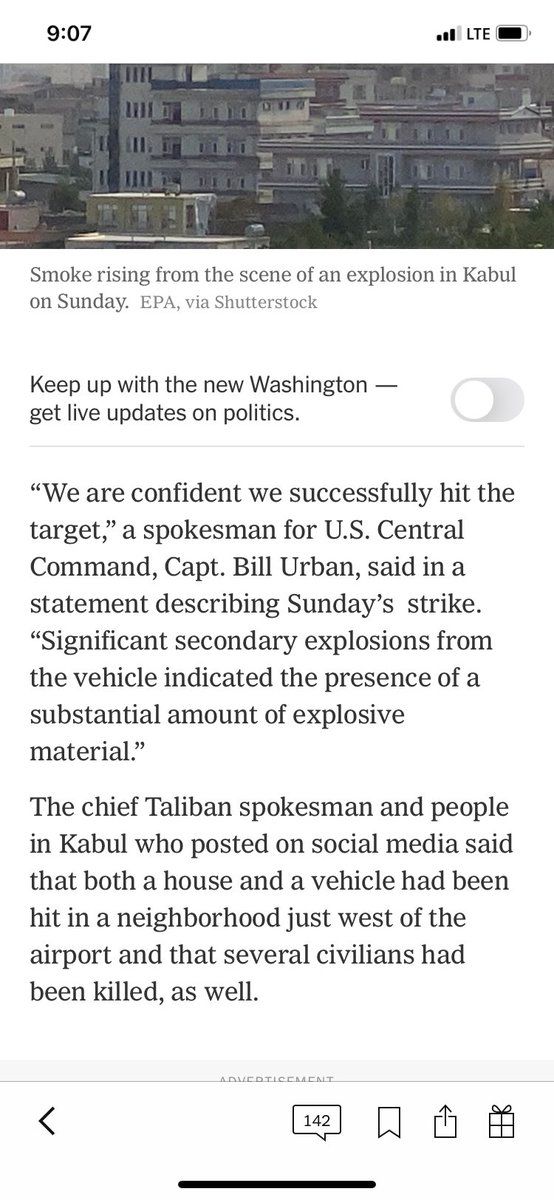 9:07
LTE
Smoke rising from the scene of an explosion in Kabul
on Sunday. EPA, via Shutterstock
Keep up with the new Washington —
get live updates on politics.
“We are confident we successfully hit the
target,” a spokesman for U.S. Central
Command, Capt. Bill Urban, said in a
statement describing Sunday’s  strike.
“Significant secondary explosions from
the vehicle indicated the presence of a
substantial amount of explosive
material.”
The chief Taliban spokesman and people
in Kabul who posted on social media said
that both a house and a vehicle had been
hit in a neighborhood just west of the
airport and that several civilians had
been killed, as well.
ADVERTISEMENT
142